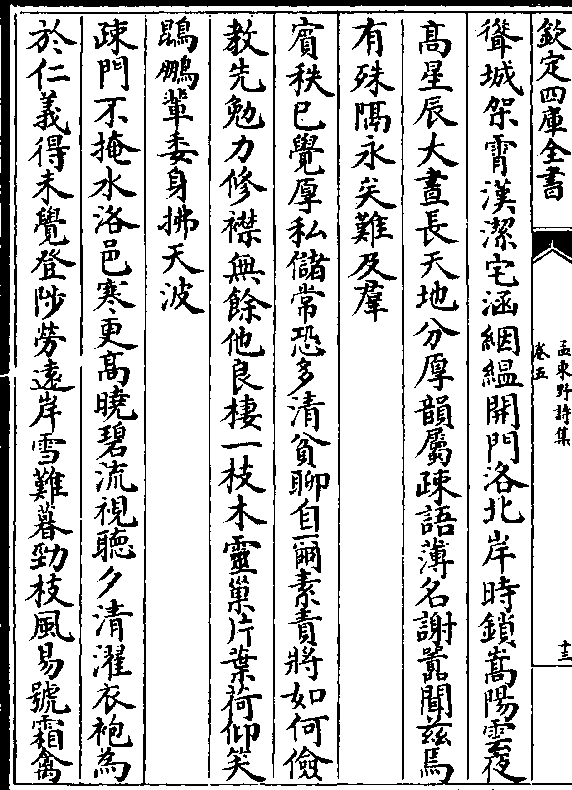 欽定四庫全書
孟東野詩集
卷五
十三
聳城架霄漢潔宅涵絪縕開門洛北岸時鎖嵩陽雲夜
高星辰大晝長天地分厚韻屬疎語薄名謝嚣聞兹焉
有殊隅永矣難及羣
賓秩已覺厚私儲常恐多清貧聊自爾素責將如何儉
教先勉力修襟無餘他良棲一枝木靈巢片葉荷仰笑
鵾鵬輩委身拂天波
疎門不掩水洛邑寒更高曉碧流視聽夕清濯衣袍為
於仁義得未覺登陟勞遠岸雪難暮勁枝風易號霜禽